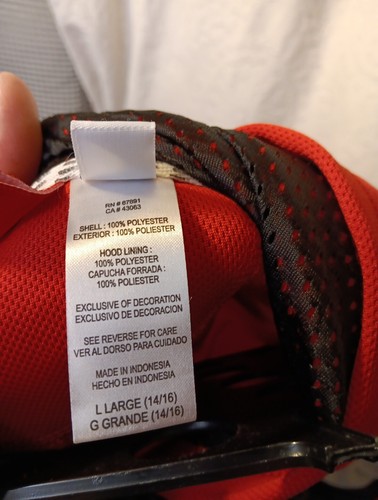 RN # 67691
CA # 43063
SHELL : 100% POLYESTER
EXTERIOR : 100% POLIESTER
HOOD LINING :
100% POLYESTER
CAPUCHA FORRADA :
100% POLIESTER
EXCLUSIVE OF DECORATION
EXCLUSIVO DE DECORACION
SEE REVERSE FOR CARE
VER AL DORSO PARA CUIDADO
MADE IN INDONESIA
HECHO EN INDONESIA
L LARGE (14/16)
G GRANDE (14/16)